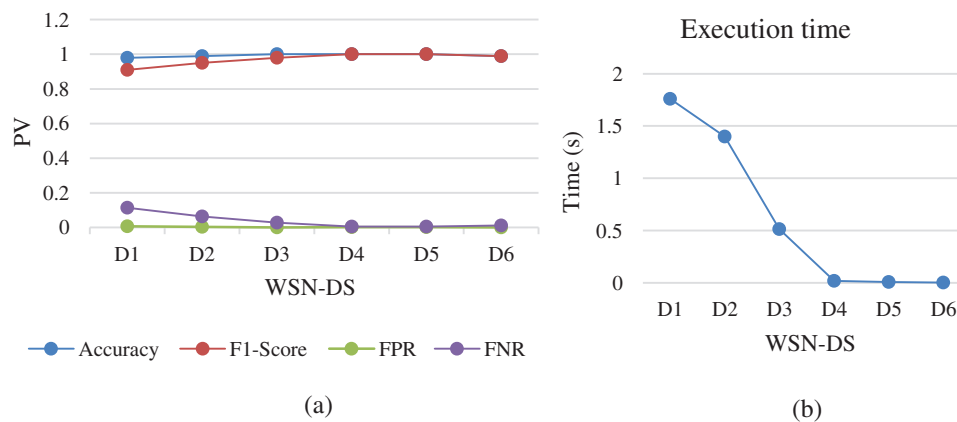 1.2
1
0.8
0.6
0.4
0.2
0
PV
D1 D2 D3 D4 D5 D6
WSN-DS
Accuracy F1-Score FPR FNR
(a)
Execution time
2
1.5
1
0.5
0
Time (s)
D1 D2 D3 D4 D5 D6
WSN-DS
(b)